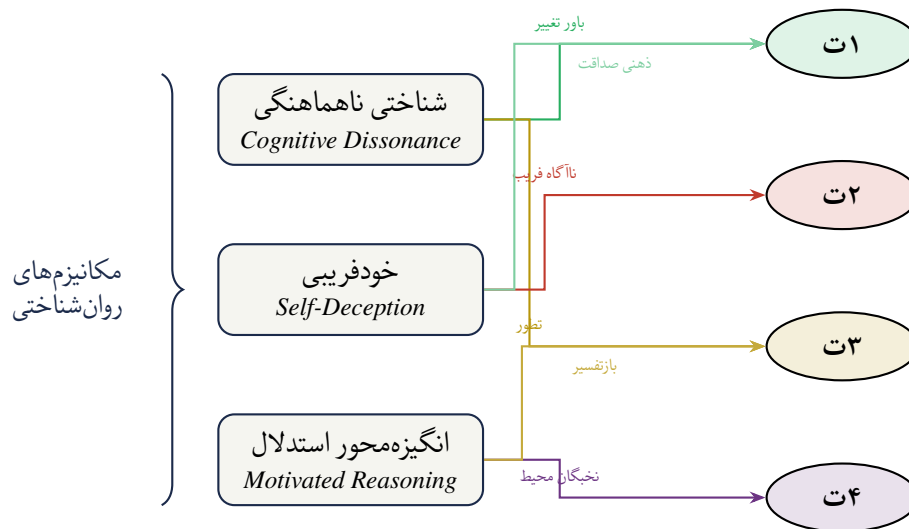 باور تغییر
ذهنی صداقت
ت۱
شناختی ناهماهنگی
Cognitive Dissonance
ناآگاه فریب
ت۲
مکانیزم‌های
روان‌شناختی
خودفریبی
Self-Deception
تطور
بازتفسیر
ت۳
انگیزه‌محور استدلال
Motivated Reasoning
نخبگان محیط
ت۴